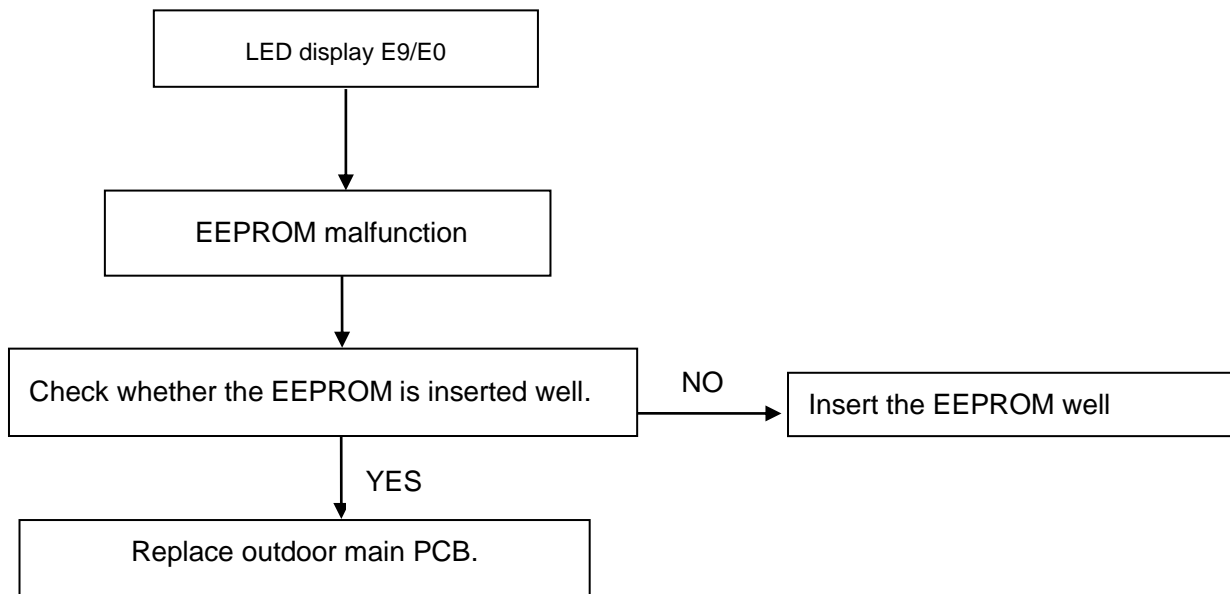 LED display E9/E0
EEPROM malfunction
Check whether the EEPROM is inserted well.
NO
Insert the EEPROM well
YES
Replace outdoor main PCB.